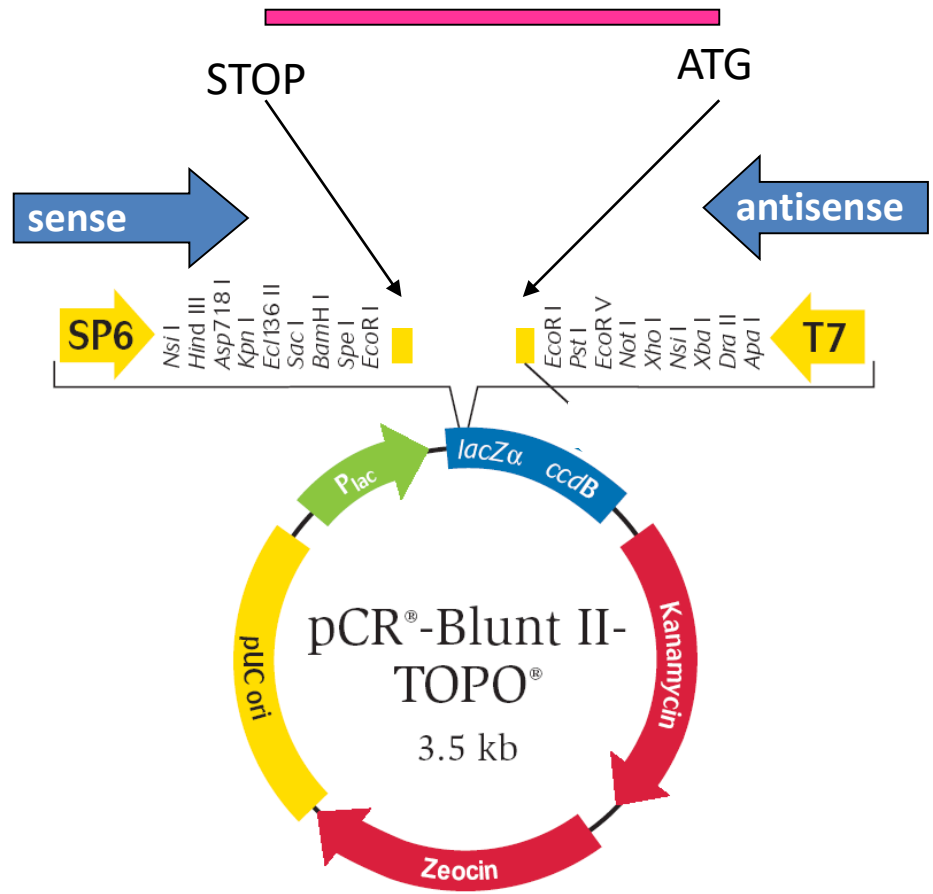 STOP
ATG
sense
antisense
SP6
Nsi I
Hind III
Asp718 I
Kpn I
Ecl136 II
Sac I
BamH I
Spe I
EcoR I
EcoR I
Pst I
EcoR V
Not I
Xho I
Nsi I
Xba I
Dra II
Apa I
T7
Plac
lacZα ccdB
pUC ori
Kanamycin
pCR®-Blunt II-
TOPO®
3.5 kb
Zeocin